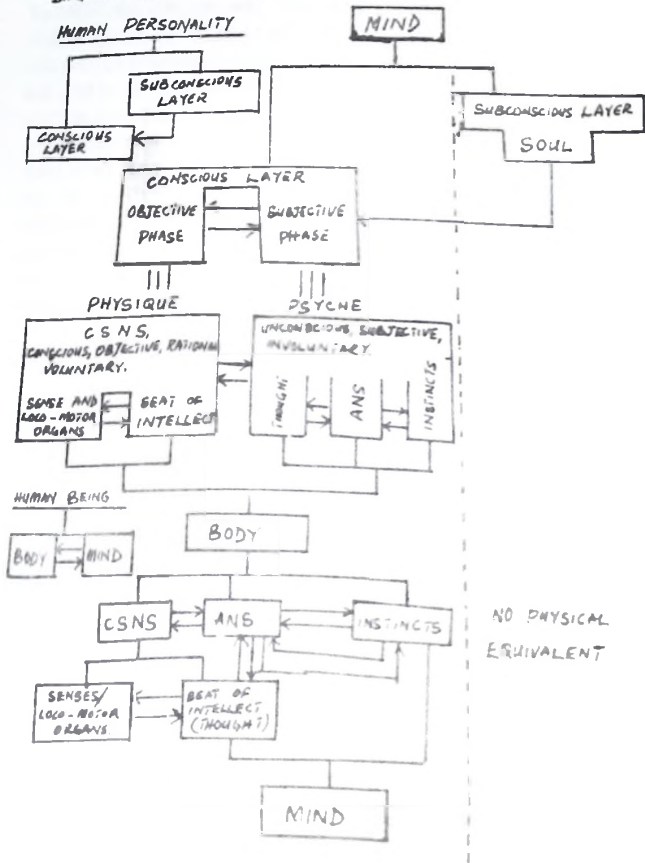 HUMAN PERSONALITY
MIND
SUBCONSCIOUS
LAYER
CONSCIOUS
LAYER
SUBCONSCIOUS LAYER
SOUL
CONSCIOUS LAYER
OBJECTIVE
PHASE
SUBJECTIVE
PHASE
PHYSIQUE
CSNS,
CONSCIOUS, OBJECTIVE, RATIONAL
VOLUNTARY.
SENSE AND
LOCO-MOTOR
ORGANS
SEAT OF
INTELLECT
PSYCHE
UNCONSCIOUS, SUBJECTIVE,
INVOLUNTARY.
THOUGHT
ANS
INSTINCTS
HUMAN BEING
BODY
MIND
BODY
CSNS
ANS
INSTINCTS
NO PHYSICAL
EQUIVALENT
SENSES/
LOCO-MOTOR
ORGANS
SEAT OF
INTELLECT
(THOUGHT)
MIND